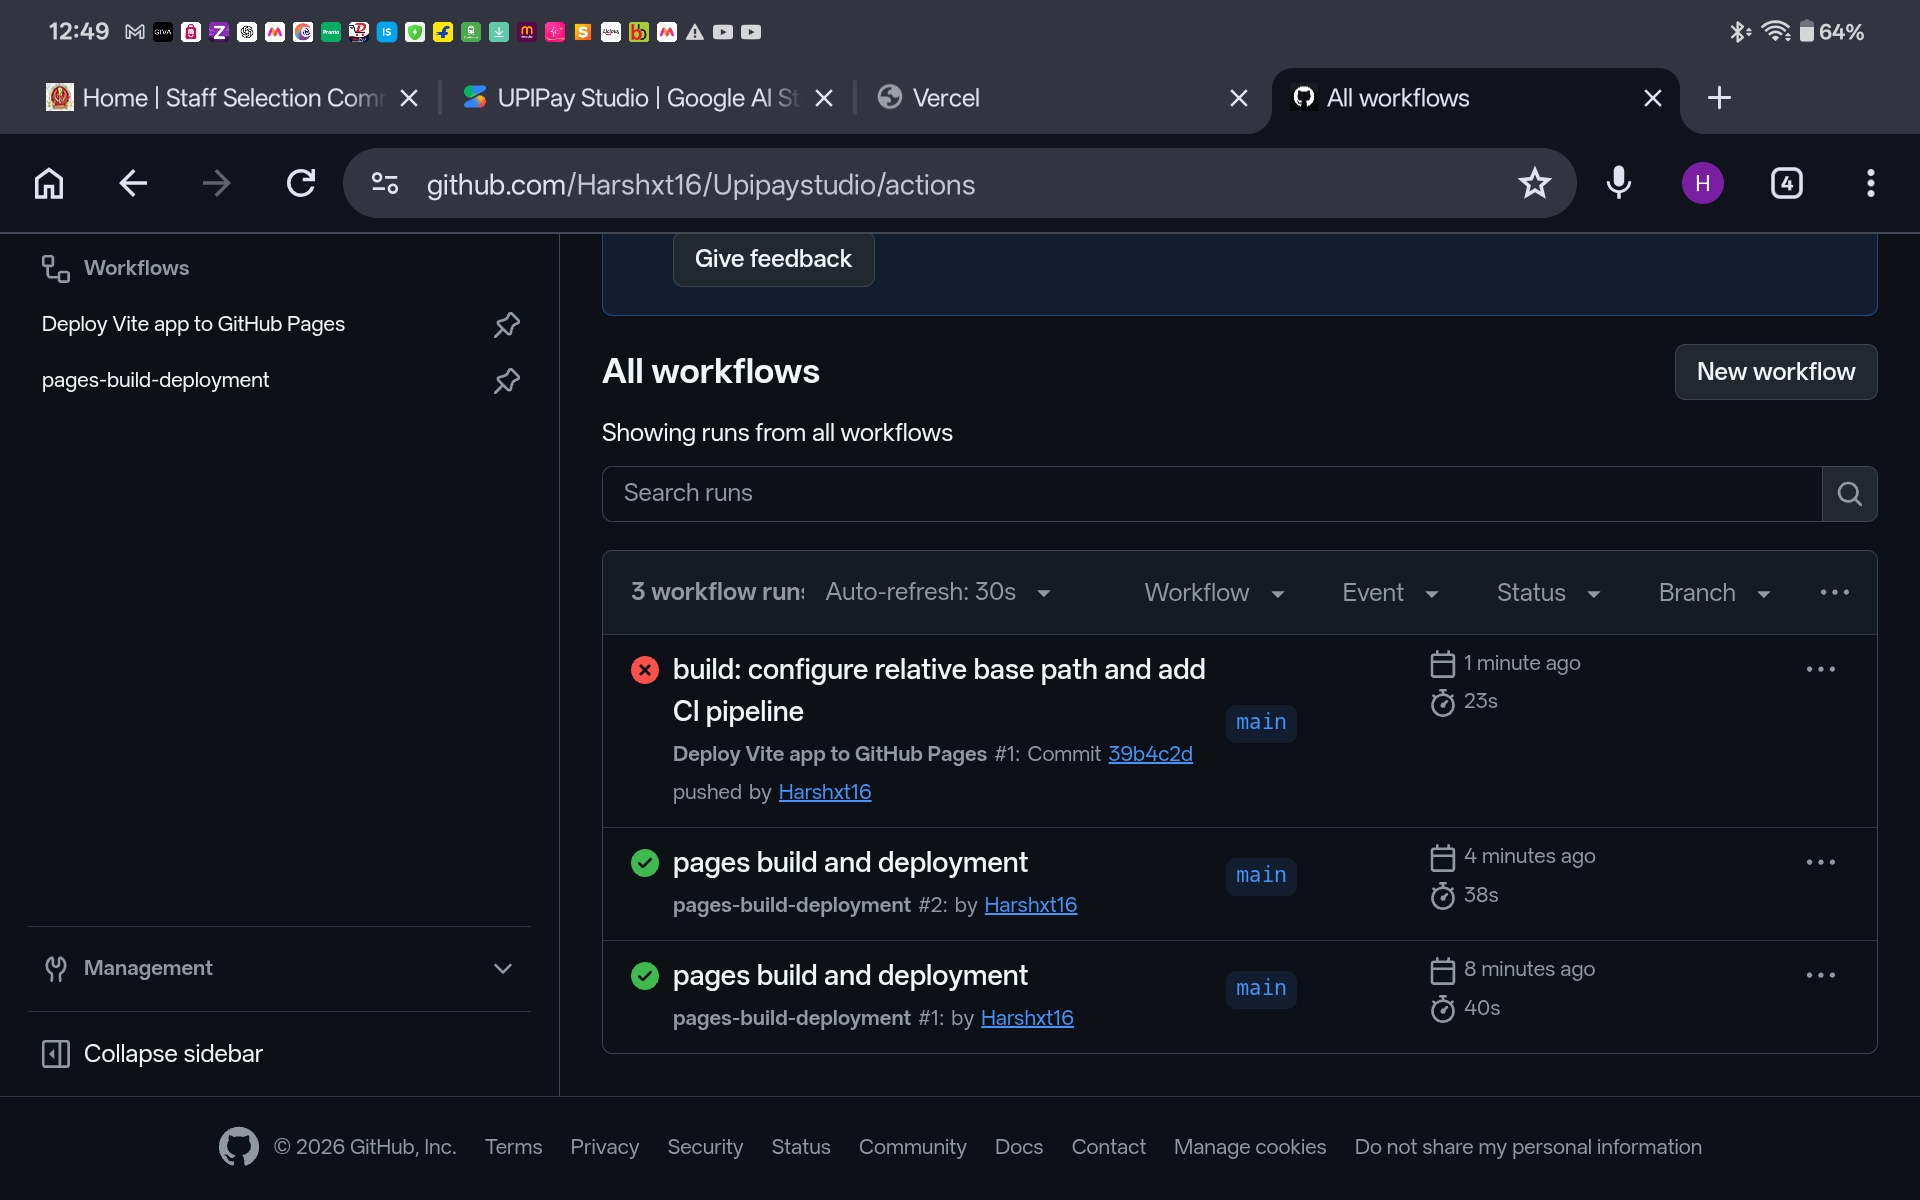 12:49
64%
Home | Staff Selection Comm
UPIPay Studio | Google AI St
Vercel
All workflows
github.com/Harshxt16/Upipaystudio/actions
H
4
Workflows
Deploy Vite app to GitHub Pages
pages-build-deployment
Management
Collapse sidebar
Give feedback
All workflows
New workflow
Showing runs from all workflows
Search runs
3 workflow runs Auto-refresh: 30s Workflow Event Status Branch
build: configure relative base path and add
CI pipeline
main
1 minute ago
23s
Deploy Vite app to GitHub Pages #1: Commit 39b4c2d
pushed by Harshxt16
pages build and deployment
main
4 minutes ago
38s
pages-build-deployment #2: by Harshxt16
pages build and deployment
main
8 minutes ago
40s
pages-build-deployment #1: by Harshxt16
© 2026 GitHub, Inc. Terms Privacy Security Status Community Docs Contact Manage cookies Do not share my personal information